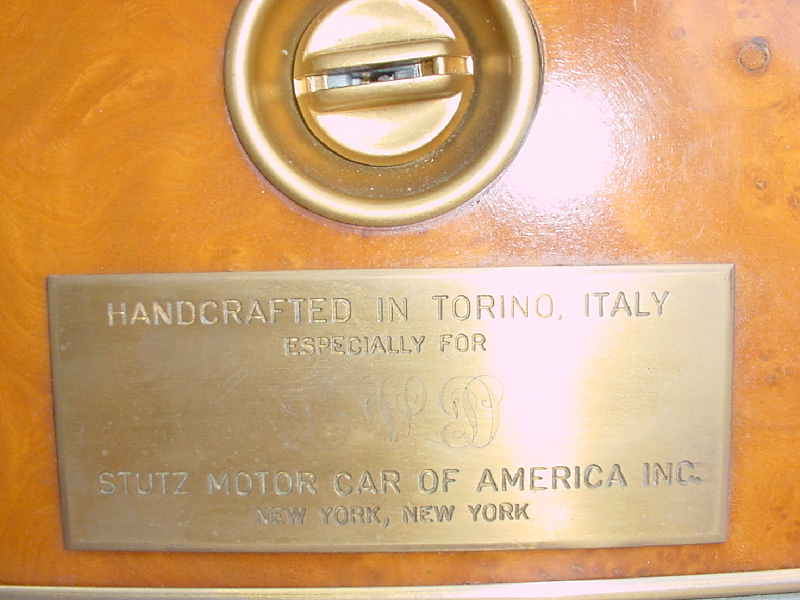 HANDCRAFTED IN TORINO, ITALY
ESPECIALLY FOR
STUTZ MOTOR CAR OF AMERICA INC.
NEW YORK, NEW YORK